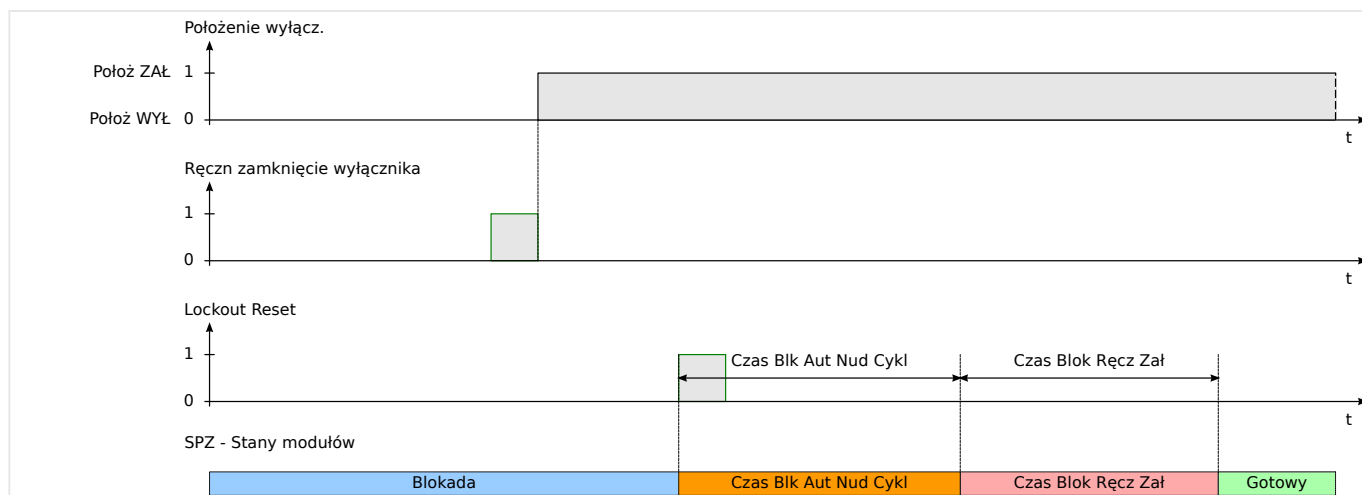 Położenie wyłącz.
Położ ZAŁ 1
Położ WYŁ 0
t
Ręczn zamknięcie wyłącznika
1
0
t
Lockout Reset
1 Czas Blk Aut Nud Cykl Czas Blok Ręcz Zał
0
t
SPZ - Stany modułów
Blokada Czas Blk Aut Nud Cykl Czas Blok Ręcz Zał Gotowy